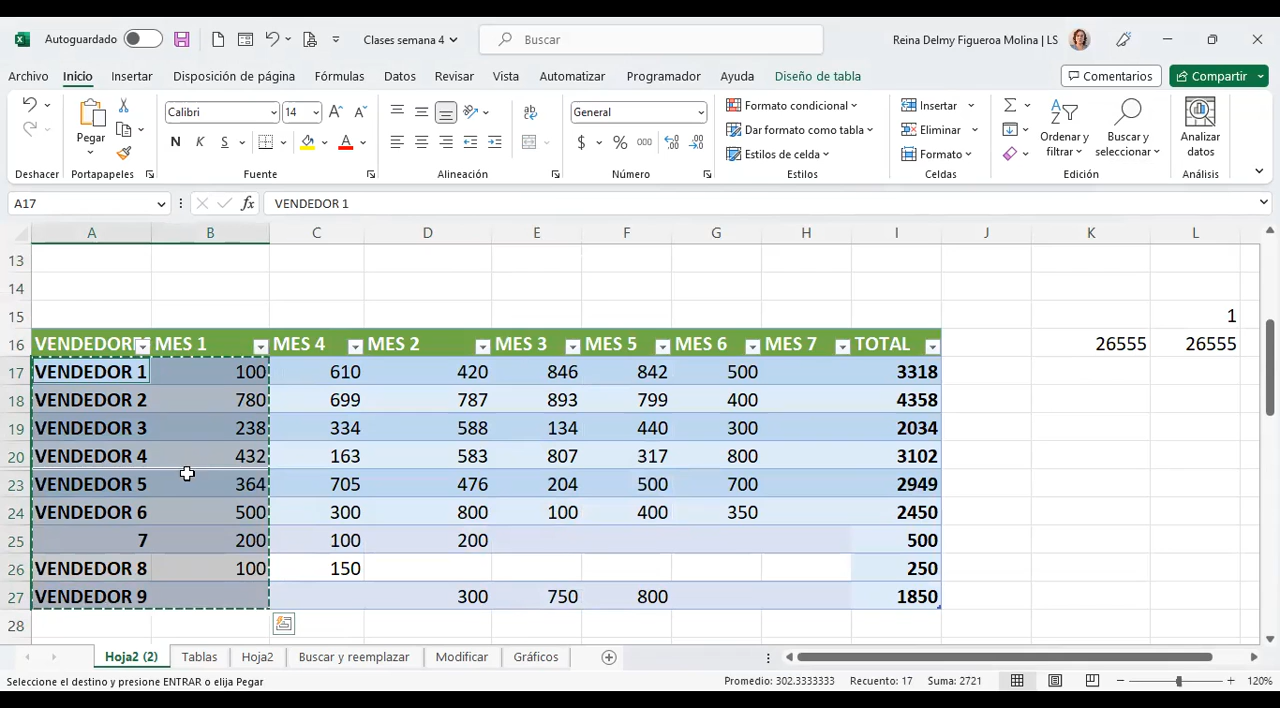 Autoguardado Clases semana 4 Buscar Reina Delmy Figueroa Molina | LS
Archivo Inicio Insertar Disposición de página Fórmulas Datos Revisar Vista Automatizar Programador Ayuda Diseño de tabla Comentarios Compartir
Pegar Calibri 14 General Formato condicional Insertar
N K S A $ % 000 Dar formato como tabla Eliminar Ordenar y filtrar Buscar y seleccionar Analizar datos
Estilos de celda Formato
Deshacer Portapapeles Fuente Alineación Número Estilos Celdas Edición Análisis
A17 fx VENDEDOR 1
A B C D E F G H I J K L
13
14
15 1
16 VENDEDOR MES 1 MES 4 MES 2 MES 3 MES 5 MES 6 MES 7 TOTAL 26555 26555
17 VENDEDOR 1 100 610 420 846 842 500 3318
18 VENDEDOR 2 780 699 787 893 799 400 4358
19 VENDEDOR 3 238 334 588 134 440 300 2034
20 VENDEDOR 4 432 163 583 807 317 800 3102
23 VENDEDOR 5 364 705 476 204 500 700 2949
24 VENDEDOR 6 500 300 800 100 400 350 2450
25 7 200 100 200 500
26 VENDEDOR 8 100 150 250
27 VENDEDOR 9 300 750 800 1850
28
Hoja2 (2) Tablas Hoja2 Buscar y reemplazar Modificar Gráficos
Seleccione el destino y presione ENTRAR o elija Pegar Promedio: 302.3333333 Recuento: 17 Suma: 2721 120%